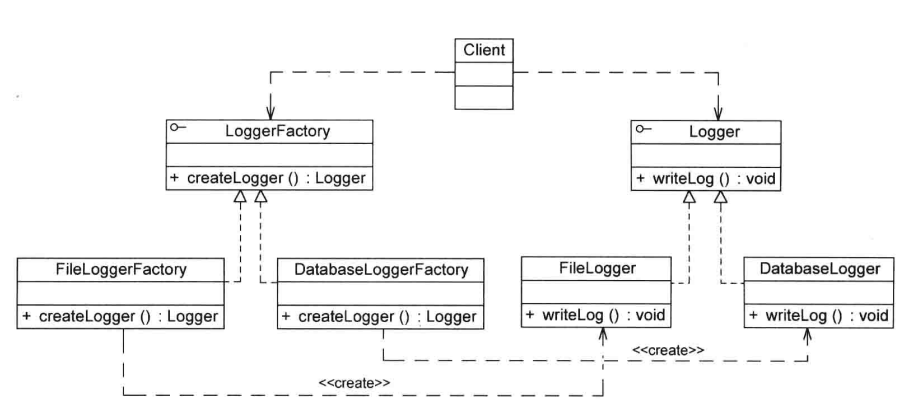 Client
LoggerFactory
Logger
+ createLogger () : Logger
+ writeLog () : void
FileLoggerFactory
DatabaseLoggerFactory
FileLogger
DatabaseLogger
+ createLogger () : Logger
+ createLogger () : Logger
+ writeLog () : void
+ writeLog () : void
<<create>>
<<create>>